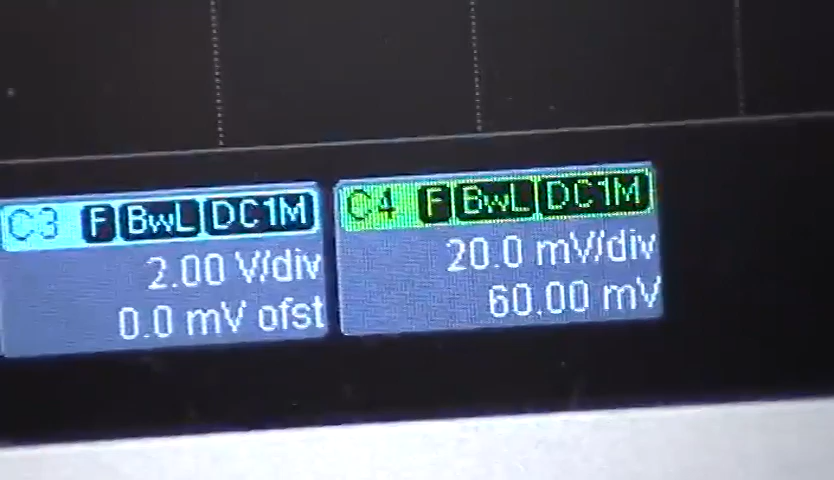 C3 F BwL DC1M
2.00 V/div
0.0 mV ofst
C4 F BwL DC1M
20.0 mV/div
60.00 mV